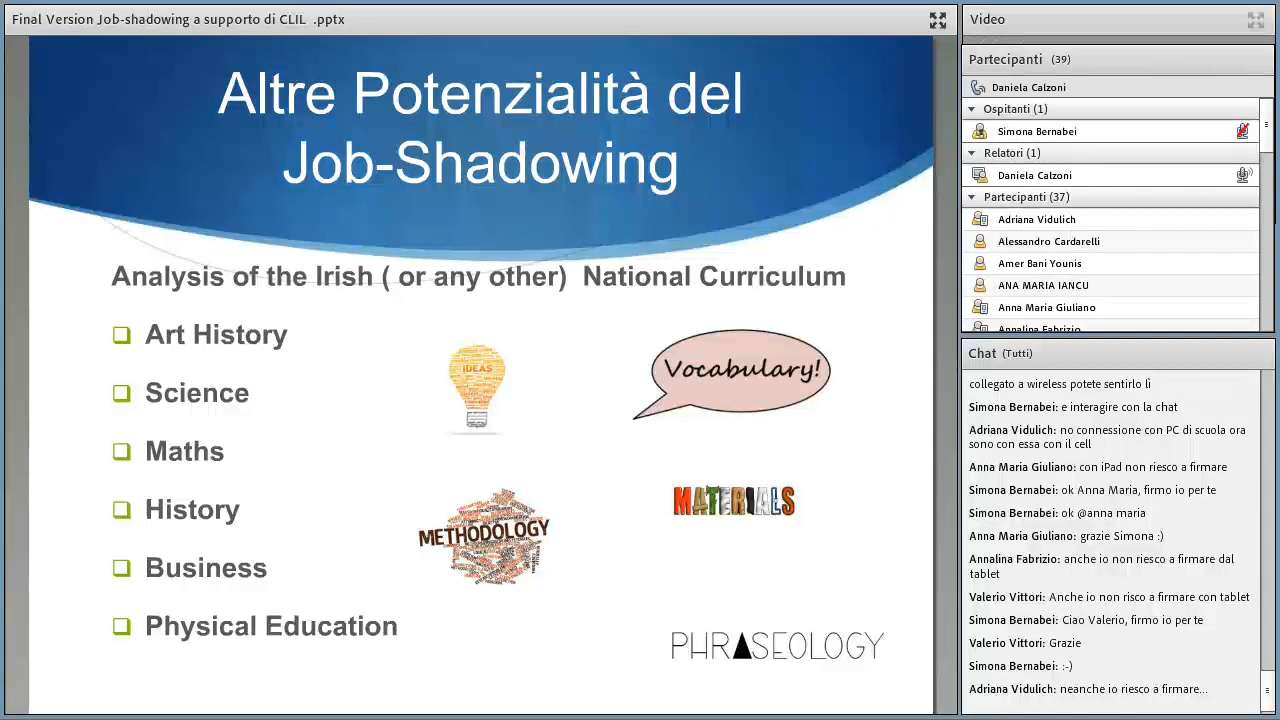 Final Version Job-shadowing a supporto di CLIL .pptx
Altre Potenzialità del
Job-Shadowing
Analysis of the Irish ( or any other) National Curriculum
Art History
Science
Maths
History
Business
Physical Education
IDEAS
Vocabulary!
METHODOLOGY
MATERIALS
PHRASEOLOGY
Video
Partecipanti (39)
Daniela Calzoni
Ospitanti (1)
Simona Bernabei
Relatori (1)
Daniela Calzoni
Partecipanti (37)
Adriana Vidulich
Alessandro Cardarelli
Amer Bani Younis
ANA MARIA IANCU
Anna Maria Giuliano
Annalina Fabrizio
Chat (Tutti)
collegato a wireless potete sentirlo lì
Simona Bernabei: e interagire con la chat
Adriana Vidulich: no connessione con PC di scuola ora
sono con essa con il cell
Anna Maria Giuliano: con iPad non riesco a firmare
Simona Bernabei: ok Anna Maria, firmo io per te
Simona Bernabei: ok @anna maria
Anna Maria Giuliano: grazie Simona :)
Annalina Fabrizio: anche io non riesco a firmare dal
tablet
Valerio Vittori: Anche io non risco a firmare con tablet
Simona Bernabei: Ciao Valerio, firmo io per te
Valerio Vittori: Grazie
Simona Bernabei: :-)
Adriana Vidulich: neanche io riesco a firmare...